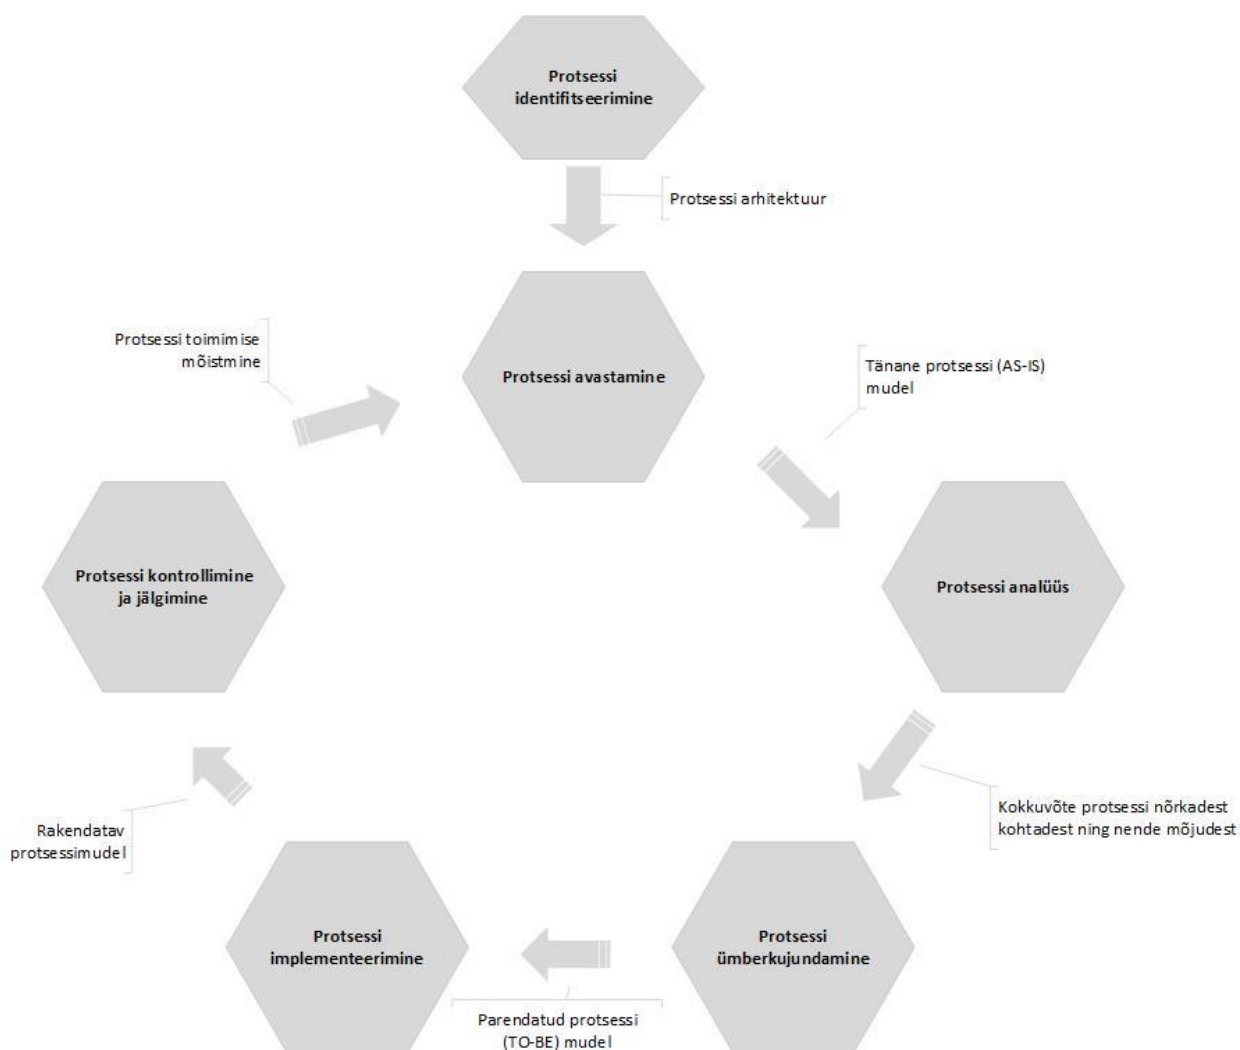 Protsessi
identifitseerimine
Protsessi arhitektuur
Protsessi toimimise
mõistmine
Protsessi avastamine
Tänane protsessi (AS-IS)
mudel
Protsessi kontrollimine
ja jälgimine
Protsessi analüüs
Kokkuvõte protsessi nõrkadest
kohtadest ning nende mõjudest
Rakendatav
protsessimudel
Protsessi
implementeerimine
Protsessi
ümberkujundamine
Parendatud protsessi
(TO-BE) mudel